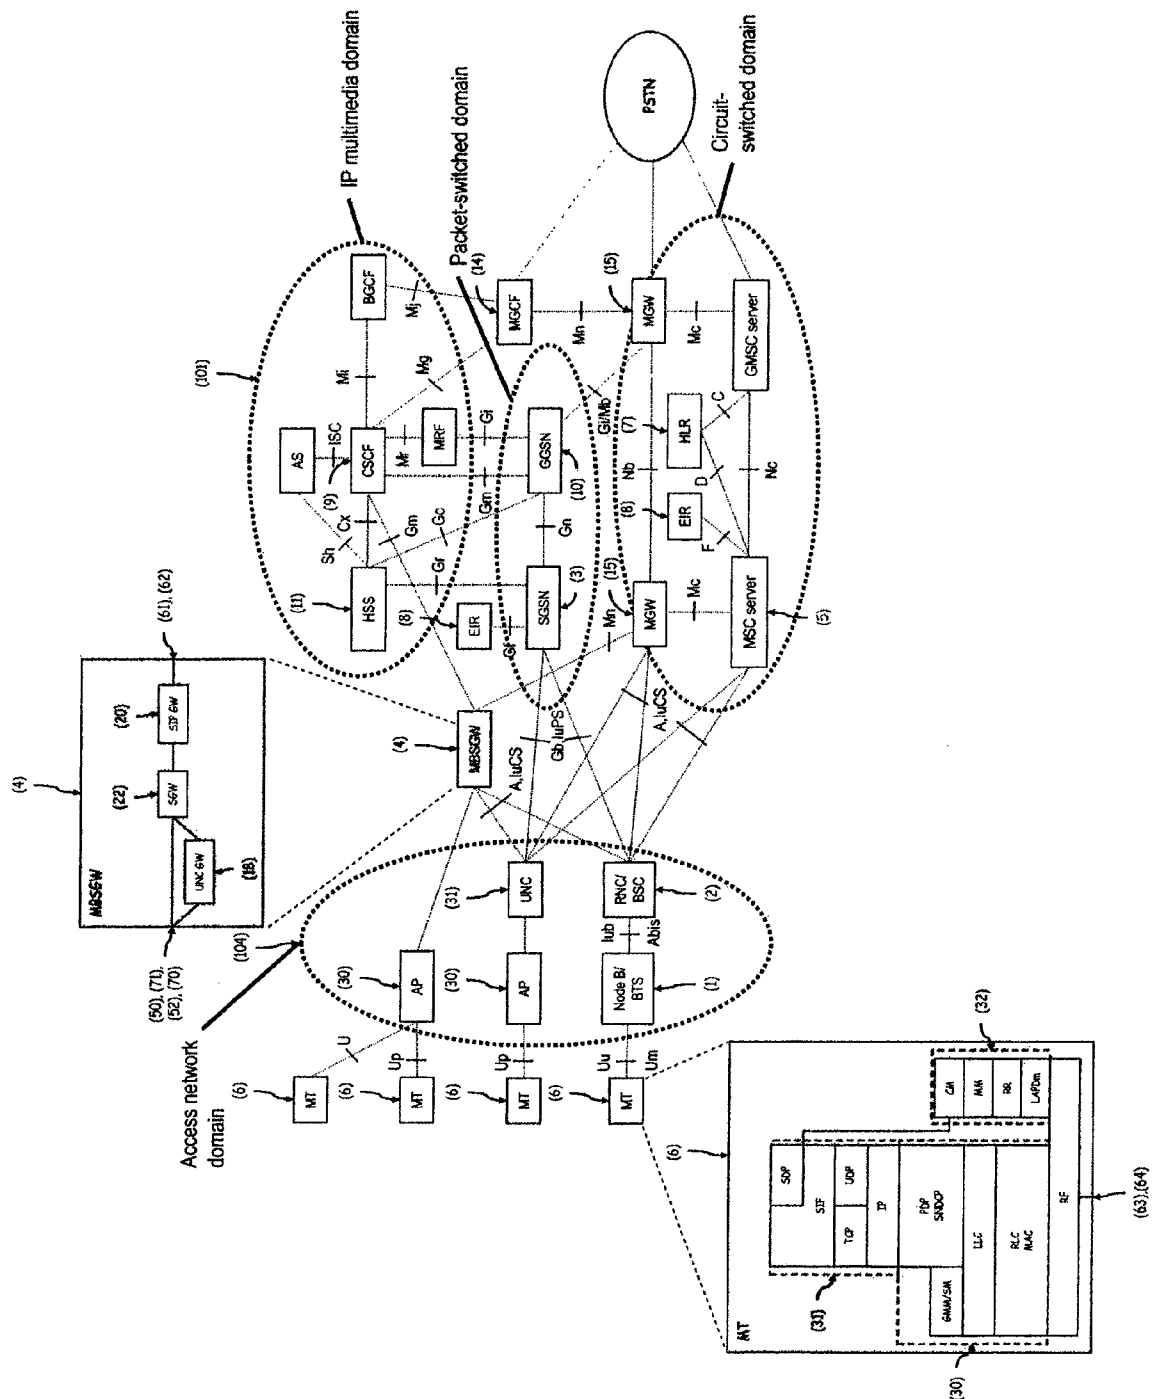 MBSGW
(4)
SIP GW
(20)
SGW
(22)
UNC GW
(18)
(61), (62)
(50), (71),
(52), (70)
Access network
domain
(104)
MT
(6)
MT
(6)
MT
(6)
MT
(6)
U
Up
Up
Uu
Um
AP
(30)
AP
(30)
Node B/
BTS
(1)
UNC
(31)
RNC/
BSC
(2)
Iub
Abis
MBSGW
(4)
A,IuCS
Gb,IuPS
A,IuCS
IP multimedia domain
(101)
HSS
(11)
AS
CSCF
(9)
MRF
BGCF
Sh
Cx
ISC
Mi
Mr
Mg
Mj
Gm
Gc
Gm
Gi
Gr
Packet-switched domain
EIR
(8)
Gf
SGSN
(3)
Gn
GGSN
(10)
MGCF
(14)
Mn
Gi/Mb
Mn
MGW
(15)
MGW
(15)
Nb
Mc
Mc
EIR
(8)
HLR
(7)
F
D
C
MSC server
(5)
Nc
GMSC server
PSTN
Circuit-
switched domain
MT
(6)
SDP
SIP
TCP
UDP
IP
(31)
GMM/SM
PDP
SNDCP
LLC
RLC
MAC
(30)
CM
MM
RR
LAPDm
(32)
RF
(63),(64)